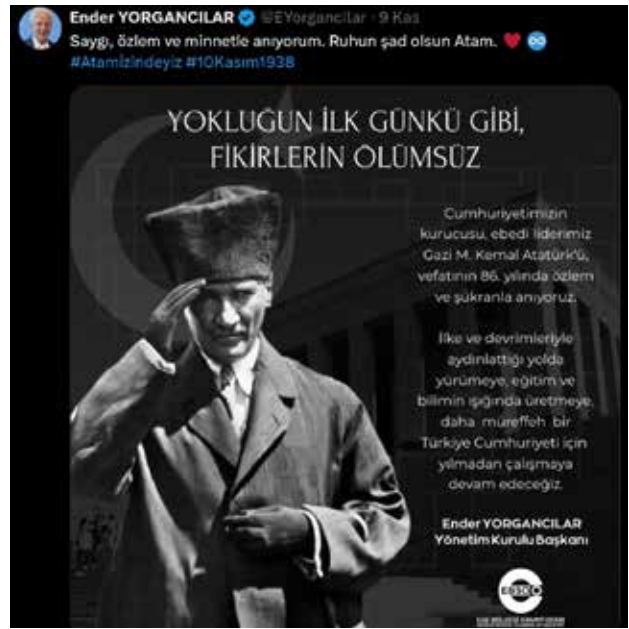 Ender YORGANCILAR @EYorgancilar · 9 Kas
Saygı, özlem ve minnetle anıyorum. Ruhun şad olsun Atam.
#Atamizindeyiz #10Kasım1938
YOKLUĞUN İLK GÜNKÜ GİBİ,
FİKİRLERİN ÖLÜMSÜZ
Cumhuriyetimizin
kurucusu, ebedi liderimiz
Gazi M. Kemal Atatürk'ü,
vefatının 86. yılında özlem
ve şükranla anıyoruz.
İlke ve devrimleriyle
aydınlattığı yolda
yürümeye, eğitim ve
bilimin ışığında üretmeye,
daha müreffeh bir
Türkiye Cumhuriyeti için
yılmadan çalışmaya
devam edeceğiz.
Ender YORGANCILAR
Yönetim Kurulu Başkanı